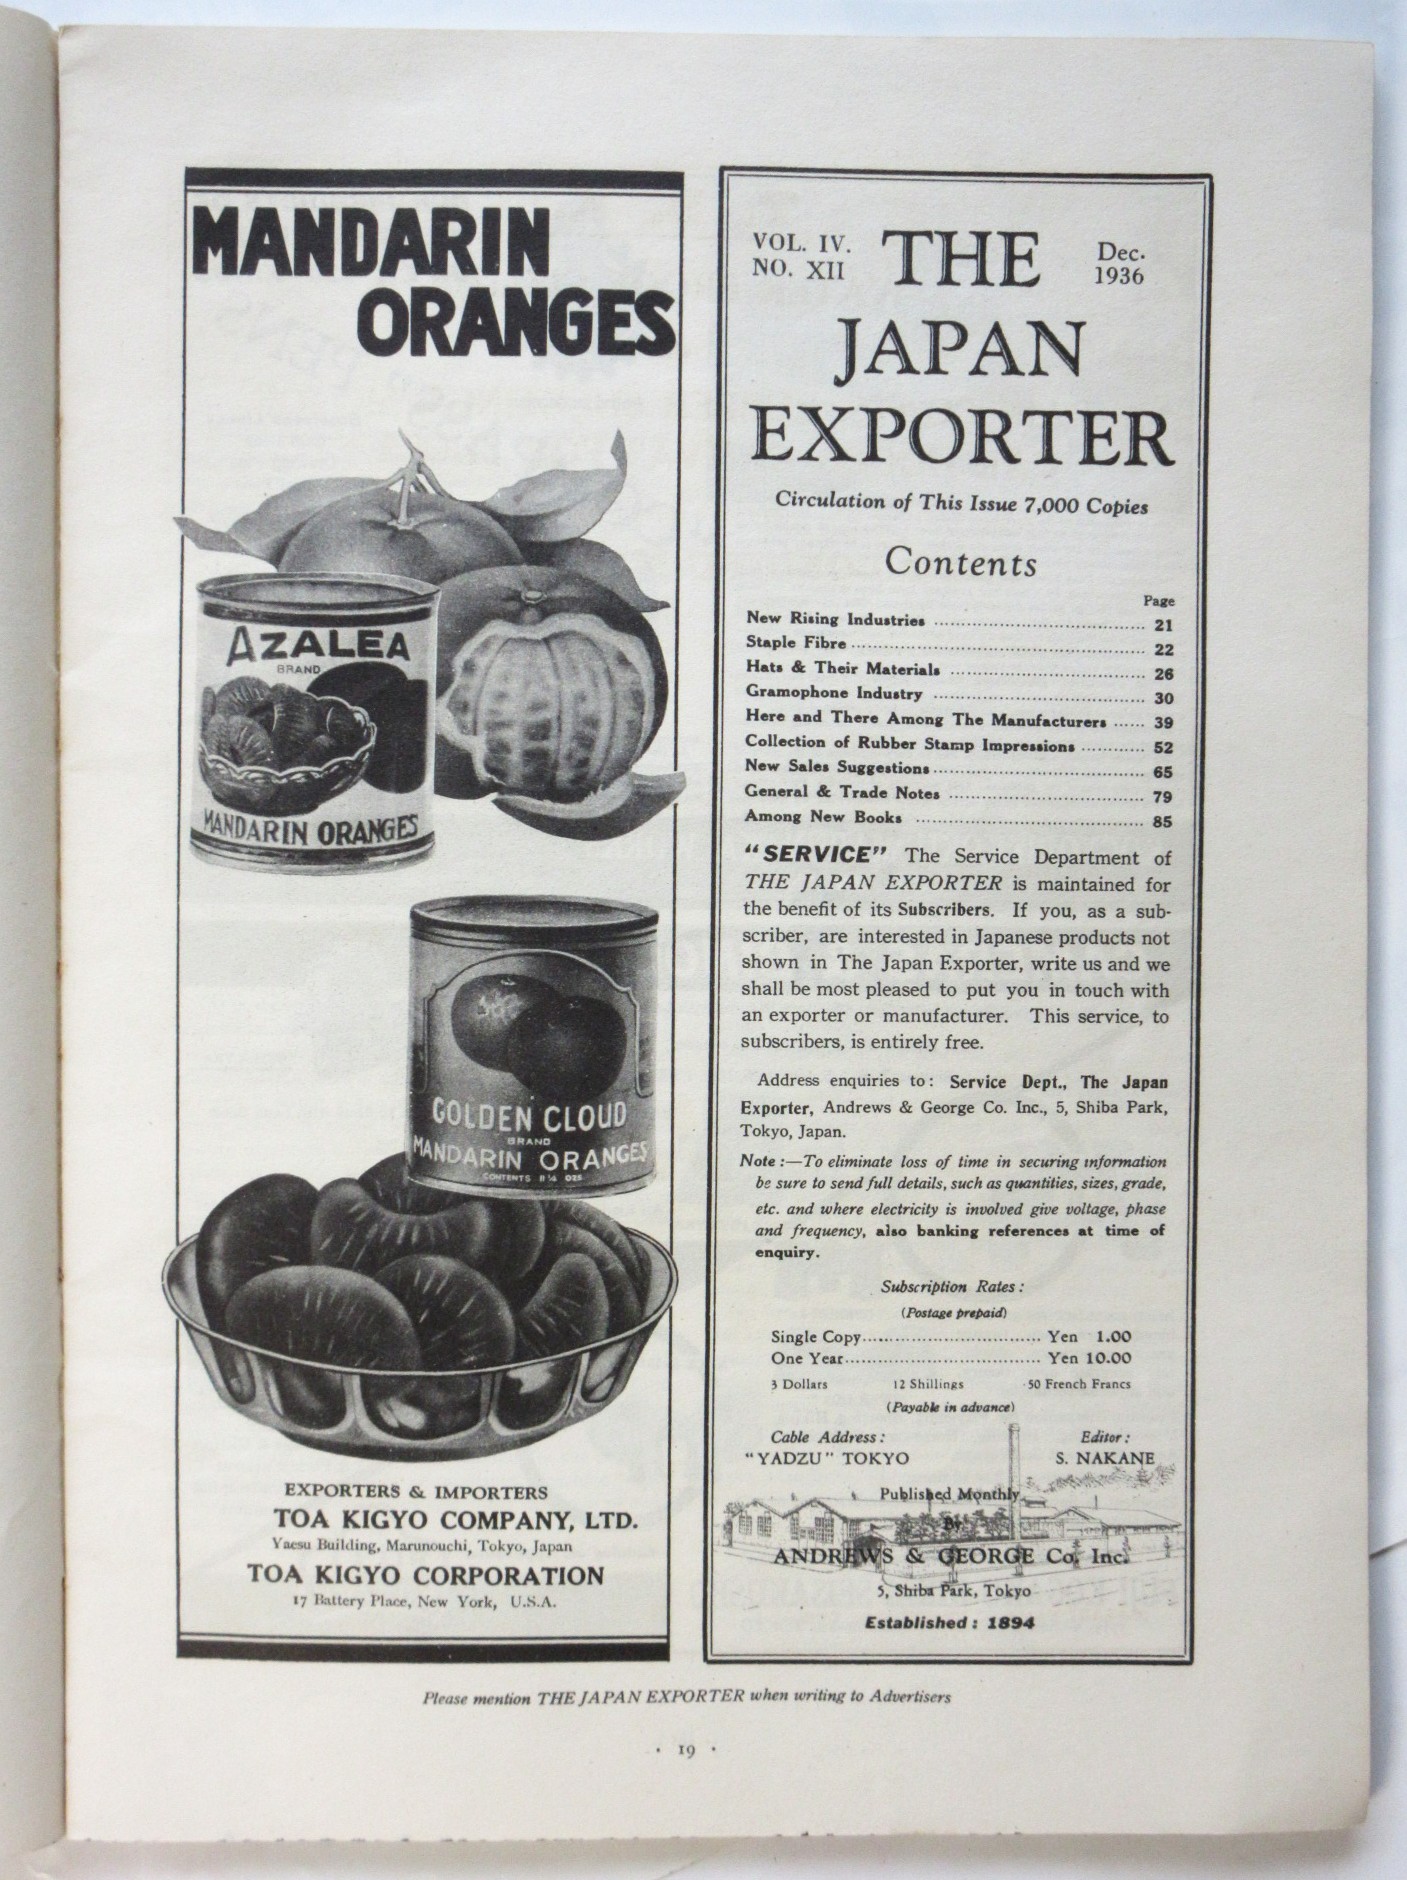 MANDARIN
ORANGES
AZALEA
BRAND
MANDARIN ORANGES
GOLDEN CLOUD
BRAND
MANDARIN ORANGES
CONTENTS 11 ¼ OZS
EXPORTERS & IMPORTERS
TOA KIGYO COMPANY, LTD.
Yaesu Building, Marunouchi, Tokyo, Japan
TOA KIGYO CORPORATION
17 Battery Place, New York, U.S.A.
VOL. IV.
NO. XII
THE
Dec.
1936
JAPAN
EXPORTER
Circulation of This Issue 7,000 Copies
Contents
Page
New Rising Industries ........ 21
Staple Fibre ........ 22
Hats & Their Materials ........ 26
Gramophone Industry ........ 30
Here and There Among The Manufacturers ...... 39
Collection of Rubber Stamp Impressions ........ 52
New Sales Suggestions ........ 65
General & Trade Notes ........ 79
Among New Books ........ 85
"SERVICE" The Service Department of
THE JAPAN EXPORTER is maintained for
the benefit of its Subscribers. If you, as a sub-
scriber, are interested in Japanese products not
shown in The Japan Exporter, write us and we
shall be most pleased to put you in touch with
an exporter or manufacturer. This service, to
subscribers, is entirely free.
Address enquiries to: Service Dept., The Japan
Exporter, Andrews & George Co. Inc., 5, Shiba Park,
Tokyo, Japan.
Note :—To eliminate loss of time in securing information
be sure to send full details, such as quantities, sizes, grade,
etc. and where electricity is involved give voltage, phase
and frequency, also banking references at time of
enquiry.
Subscription Rates :
(Postage prepaid)
Single Copy........ Yen 1.00
One Year........ Yen 10.00
3 Dollars 12 Shillings 50 French Francs
(Payable in advance)
Cable Address :
"YADZU" TOKYO
Editor :
S. NAKANE
Published Monthly
By
ANDREWS & GEORGE Co. Inc.
5, Shiba Park, Tokyo
Established : 1894
Please mention THE JAPAN EXPORTER when writing to Advertisers
· 19 ·